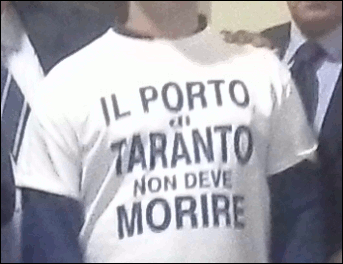 IL PORTO
di
TARANTO
NON DEVE
MORIRE